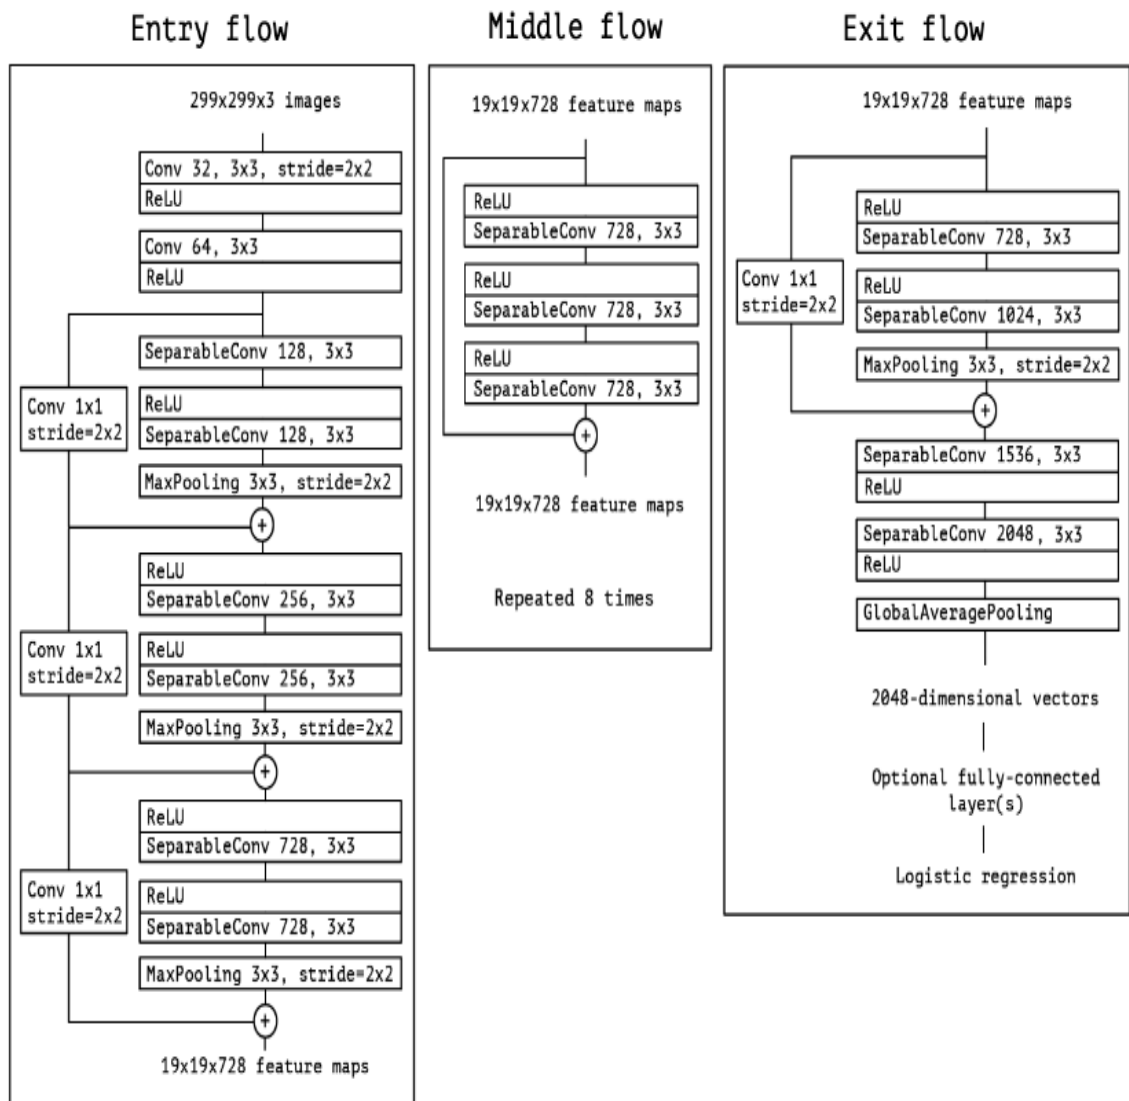 Entry flow
299x299x3 images
Conv 32, 3x3, stride=2x2
ReLU
Conv 64, 3x3
ReLU
SeparableConv 128, 3x3
Conv 1x1
stride=2x2
ReLU
SeparableConv 128, 3x3
MaxPooling 3x3, stride=2x2
+
ReLU
SeparableConv 256, 3x3
Conv 1x1
stride=2x2
ReLU
SeparableConv 256, 3x3
MaxPooling 3x3, stride=2x2
+
ReLU
SeparableConv 728, 3x3
Conv 1x1
stride=2x2
ReLU
SeparableConv 728, 3x3
MaxPooling 3x3, stride=2x2
+
19x19x728 feature maps
Middle flow
19x19x728 feature maps
ReLU
SeparableConv 728, 3x3
ReLU
SeparableConv 728, 3x3
ReLU
SeparableConv 728, 3x3
+
19x19x728 feature maps
Repeated 8 times
Exit flow
19x19x728 feature maps
ReLU
SeparableConv 728, 3x3
Conv 1x1
stride=2x2
ReLU
SeparableConv 1024, 3x3
MaxPooling 3x3, stride=2x2
+
SeparableConv 1536, 3x3
ReLU
SeparableConv 2048, 3x3
ReLU
GlobalAveragePooling
2048-dimensional vectors
Optional fully-connected
layer(s)
Logistic regression